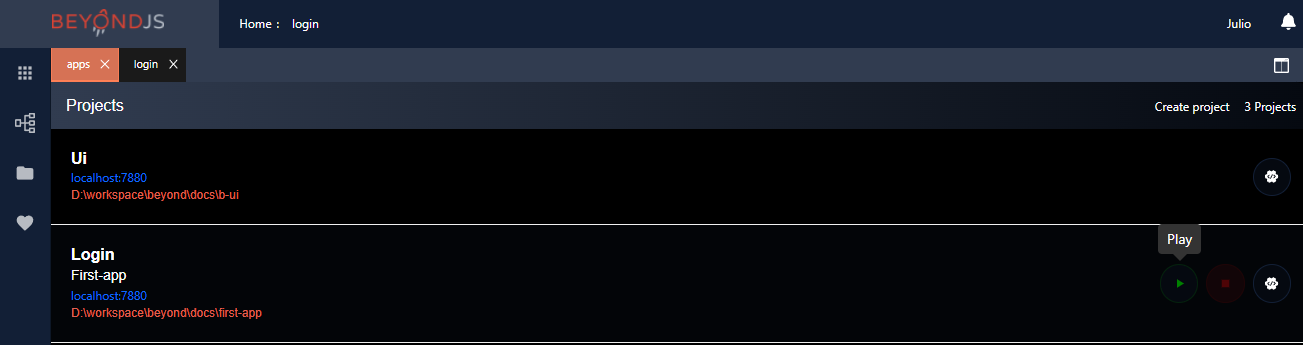 BEYONDJS
Home : login
Julio
apps
login
Projects
Create project
3 Projects
Ui
localhost:7880
D:\workspace\beyond\docs\b-ui
Login
First-app
localhost:7880
D:\workspace\beyond\docs\first-app
Play